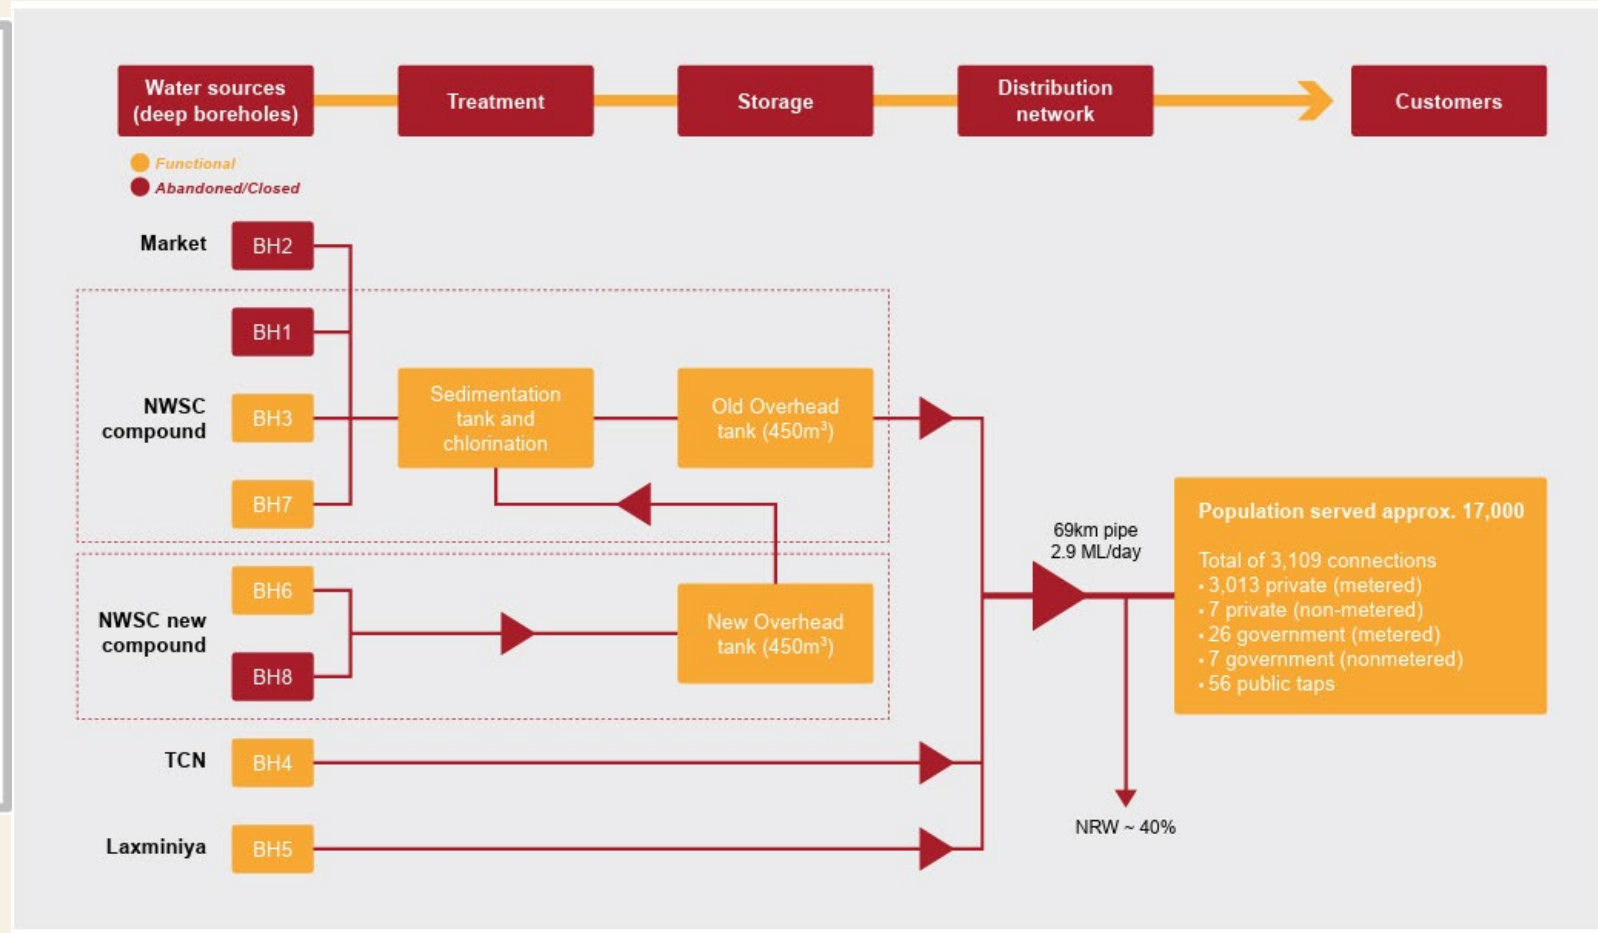 Water sources
(deep boreholes)
Treatment
Storage
Distribution
network
Customers
Functional
Abandoned/Closed
Market
BH2
BH1
NWSC
compound
BH3
BH7
Sedimentation
tank and
chlorination
Old Overhead
tank (450m³)
NWSC new
compound
BH6
BH8
New Overhead
tank (450m³)
TCN
BH4
Laxminiya
BH5
69km pipe
2.9 ML/day
NRW ~ 40%
Population served approx. 17,000
Total of 3,109 connections
• 3,013 private (metered)
• 7 private (non-metered)
• 26 government (metered)
• 7 government (nonmetered)
• 56 public taps